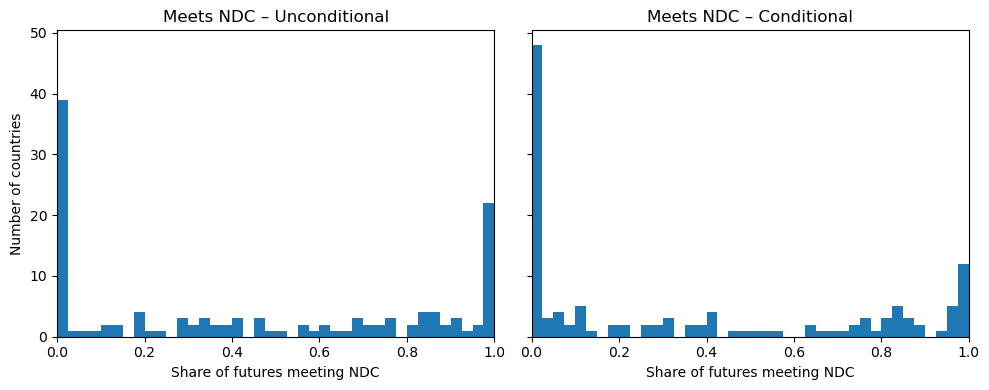 Meets NDC – Unconditional
Meets NDC – Conditional
50
40
30
20
10
0
Number of countries
0.0 0.2 0.4 0.6 0.8 1.0
0.0 0.2 0.4 0.6 0.8 1.0
Share of futures meeting NDC
Share of futures meeting NDC